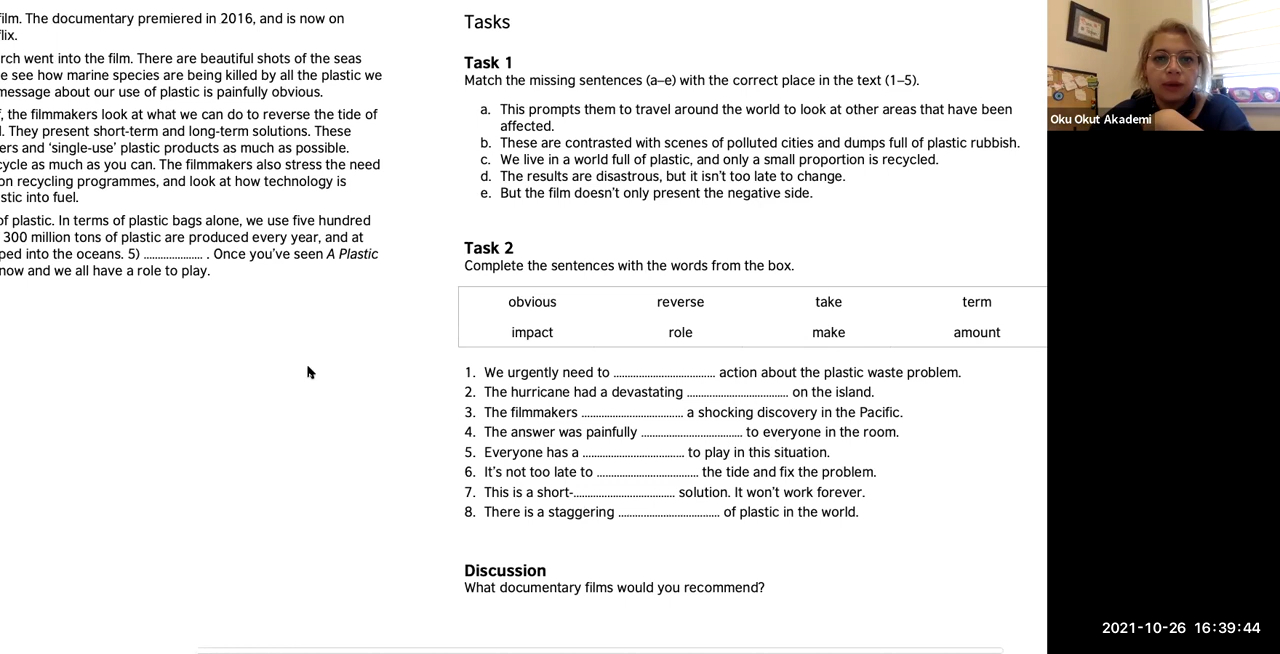 film. The documentary premiered in 2016, and is now on
flix.
rch went into the film. There are beautiful shots of the seas
e see how marine species are being killed by all the plastic we
message about our use of plastic is painfully obvious.
, the filmmakers look at what we can do to reverse the tide of
. They present short-term and long-term solutions. These
ers and ‘single-use’ plastic products as much as possible.
cycle as much as you can. The filmmakers also stress the need
on recycling programmes, and look at how technology is
stic into fuel.
of plastic. In terms of plastic bags alone, we use five hundred
300 million tons of plastic are produced every year, and at
ped into the oceans. 5) ..................... . Once you’ve seen A Plastic
now and we all have a role to play.
Tasks
Task 1
Match the missing sentences (a–e) with the correct place in the text (1–5).
a. This prompts them to travel around the world to look at other areas that have been
affected.
b. These are contrasted with scenes of polluted cities and dumps full of plastic rubbish.
c. We live in a world full of plastic, and only a small proportion is recycled.
d. The results are disastrous, but it isn’t too late to change.
e. But the film doesn’t only present the negative side.
Task 2
Complete the sentences with the words from the box.
obvious reverse take term
impact role make amount
1. We urgently need to .................................... action about the plastic waste problem.
2. The hurricane had a devastating .................................... on the island.
3. The filmmakers .................................... a shocking discovery in the Pacific.
4. The answer was painfully .................................... to everyone in the room.
5. Everyone has a .................................... to play in this situation.
6. It’s not too late to .................................... the tide and fix the problem.
7. This is a short-.................................... solution. It won’t work forever.
8. There is a staggering .................................... of plastic in the world.
Discussion
What documentary films would you recommend?
Oku Okut Akademi
2021-10-26 16:39:44